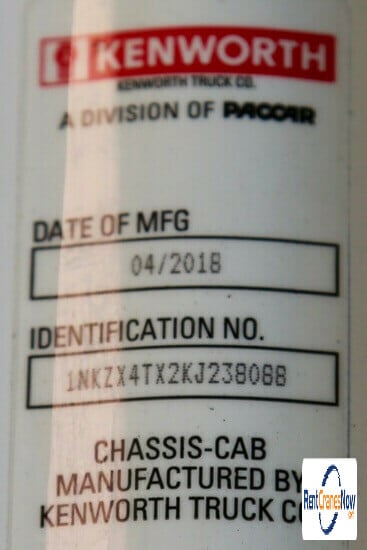 KENWORTH
KENWORTH TRUCK CO.
A DIVISION OF PACCAR
DATE OF MFG
04/2018
IDENTIFICATION NO.
1NKZX4TX2KJ238088
CHASSIS-CAB
MANUFACTURED BY
KENWORTH TRUCK CO
RentCranesNow